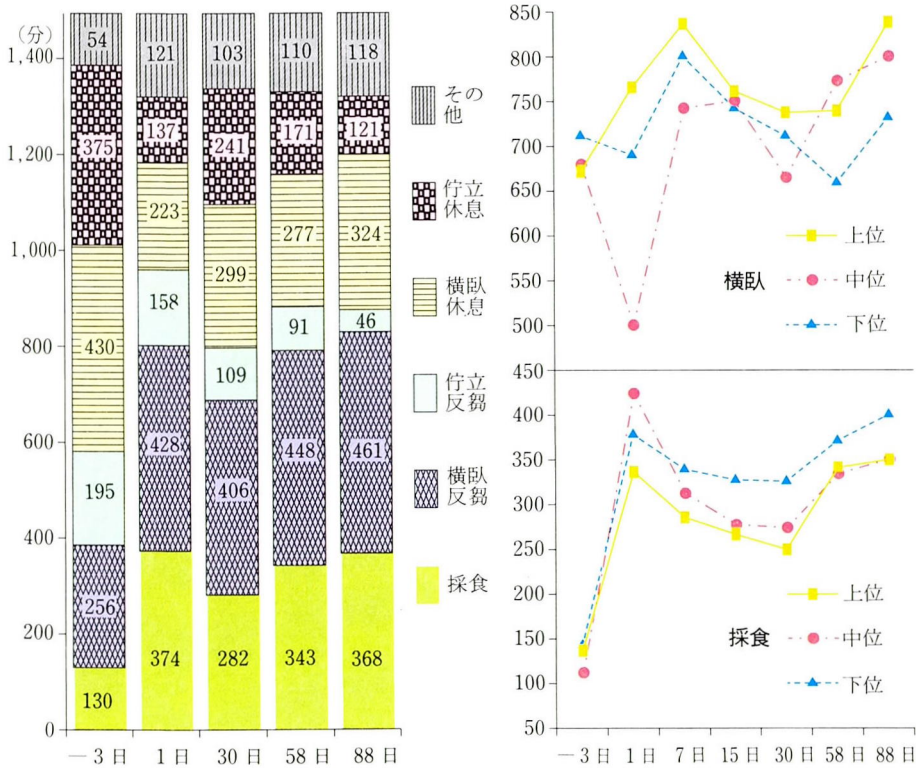 (分)
1,400
1,200
1,000
800
600
400
200
0
54
375
430
195
256
130
121
137
223
158
428
374
103
241
299
109
406
282
110
171
277
91
448
343
118
121
324
46
461
368
―3日
1日
30日
58日
88日
その
他
佇立
休息
横臥
休息
佇立
反芻
横臥
反芻
採食
850
800
750
700
650
600
550
500
450
400
350
300
250
200
150
100
50
横臥
上位
中位
下位
採食
上位
中位
下位
―3日
1日
7日
15日
30日
58日
88日